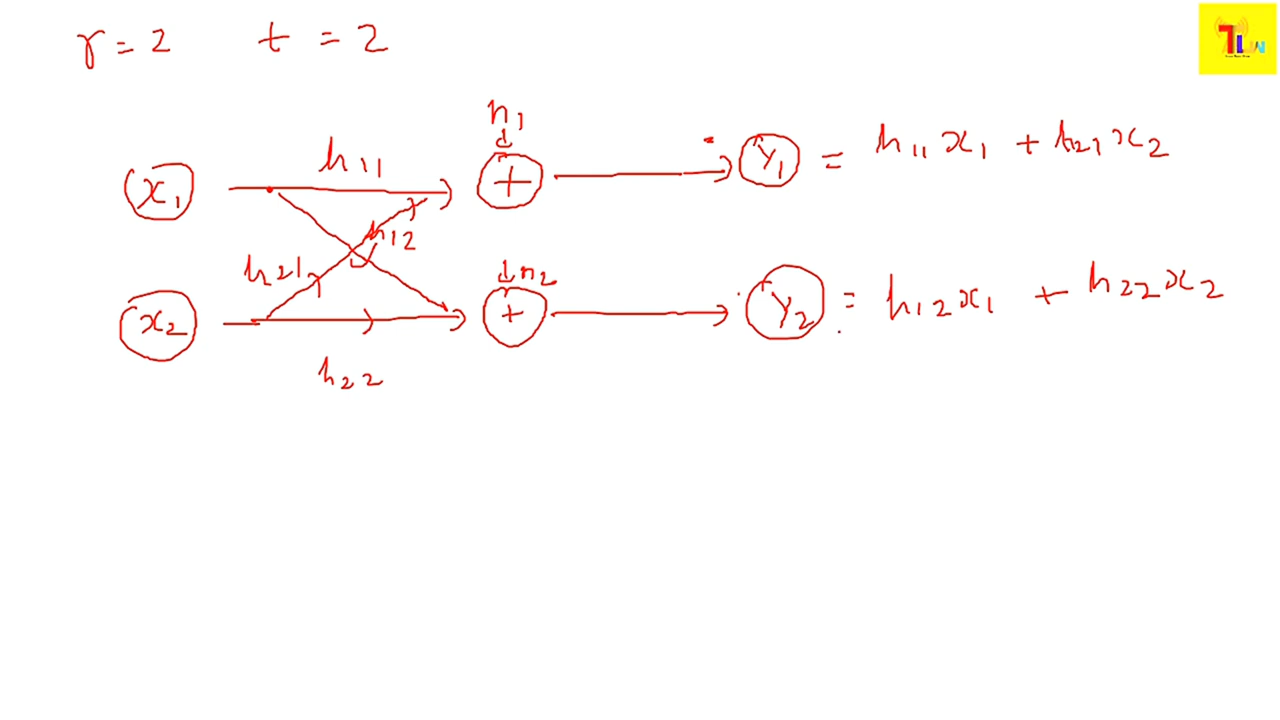 r = 2 t = 2
n1
x1 h11 + Y1 = h11x1 + h21x2
h12
h21
n2
x2 + Y2 = h12x1 + h22x2
h22